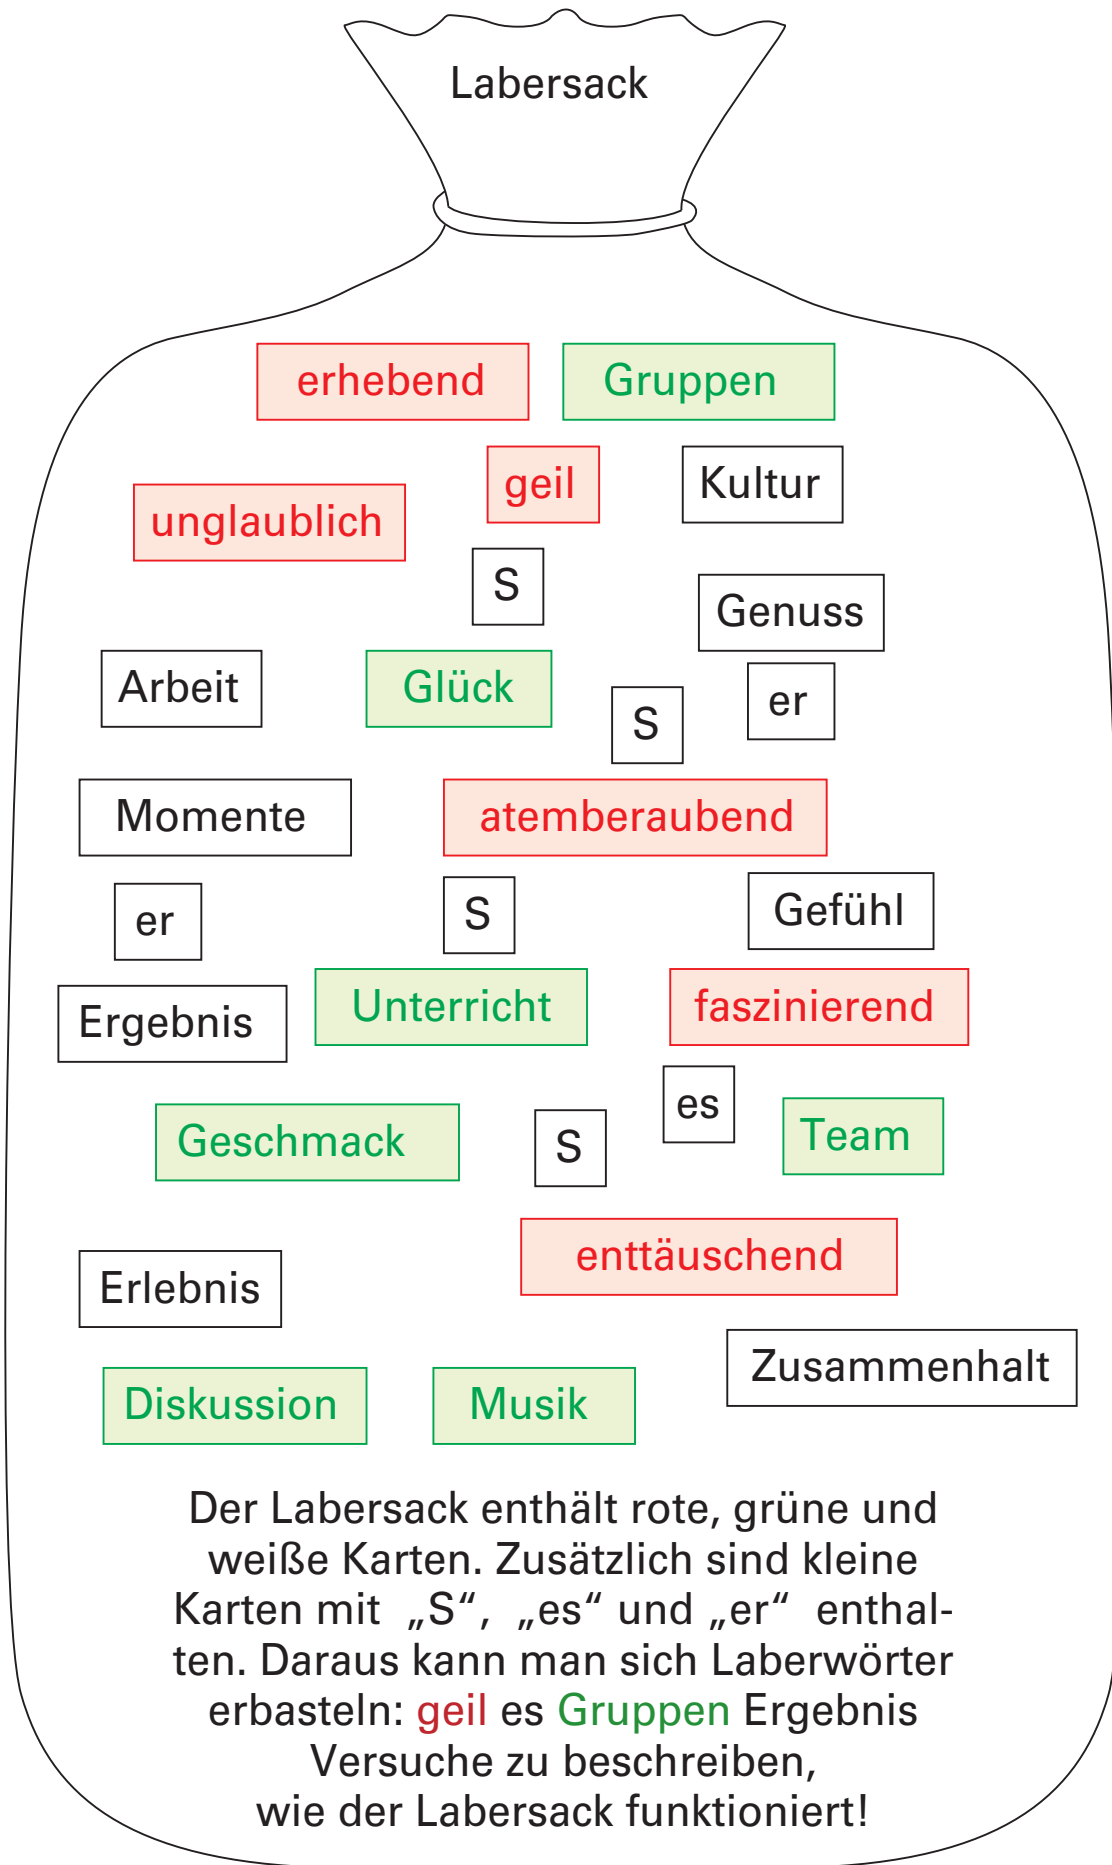 Labersack
erhebend
Gruppen
geil
Kultur
unglaublich
S
Genuss
Arbeit
Glück
S
er
Momente
atemberaubend
er
S
Gefühl
Ergebnis
Unterricht
faszinierend
es
Geschmack
S
Team
enttäuschend
Erlebnis
Zusammenhalt
Diskussion
Musik
Der Labersack enthält rote, grüne und
weiße Karten. Zusätzlich sind kleine
Karten mit „S“, „es“ und „er“ enthal-
ten. Daraus kann man sich Laberwörter
erbasteln: geil es Gruppen Ergebnis
Versuche zu beschreiben,
wie der Labersack funktioniert!